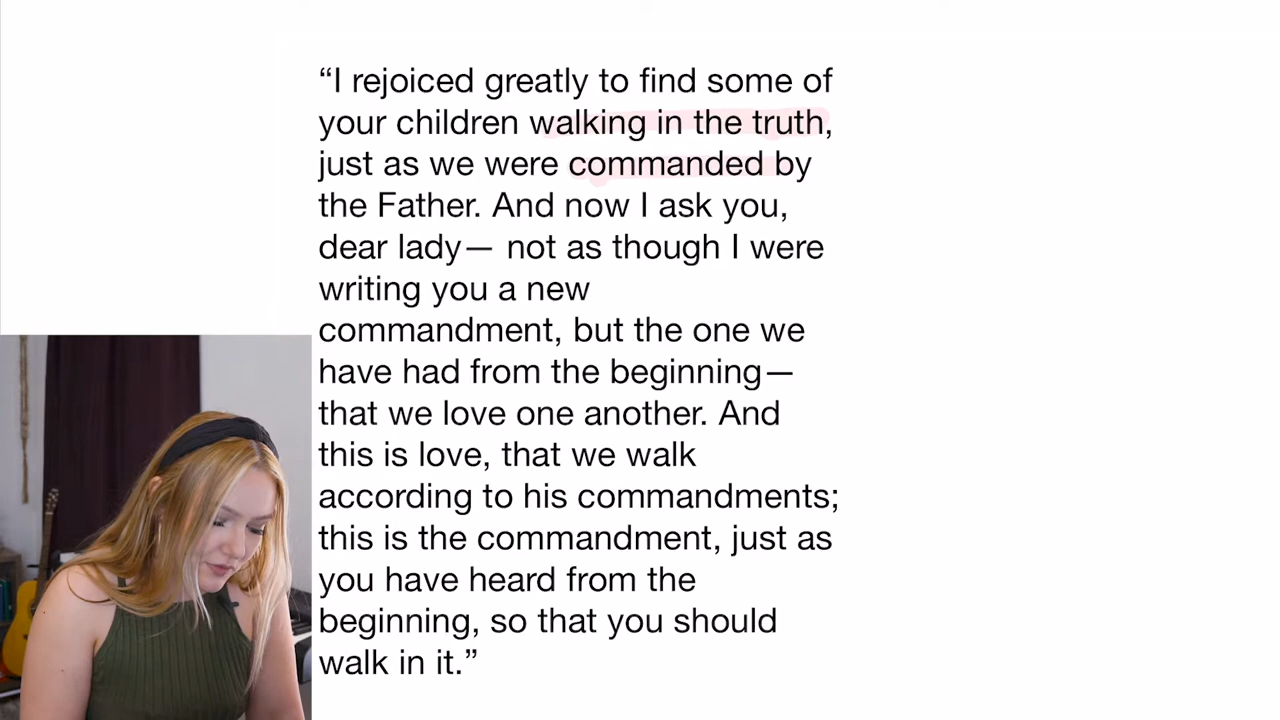 “I rejoiced greatly to find some of
your children walking in the truth,
just as we were commanded by
the Father. And now I ask you,
dear lady— not as though I were
writing you a new
commandment, but the one we
have had from the beginning—
that we love one another. And
this is love, that we walk
according to his commandments;
this is the commandment, just as
you have heard from the
beginning, so that you should
walk in it.”